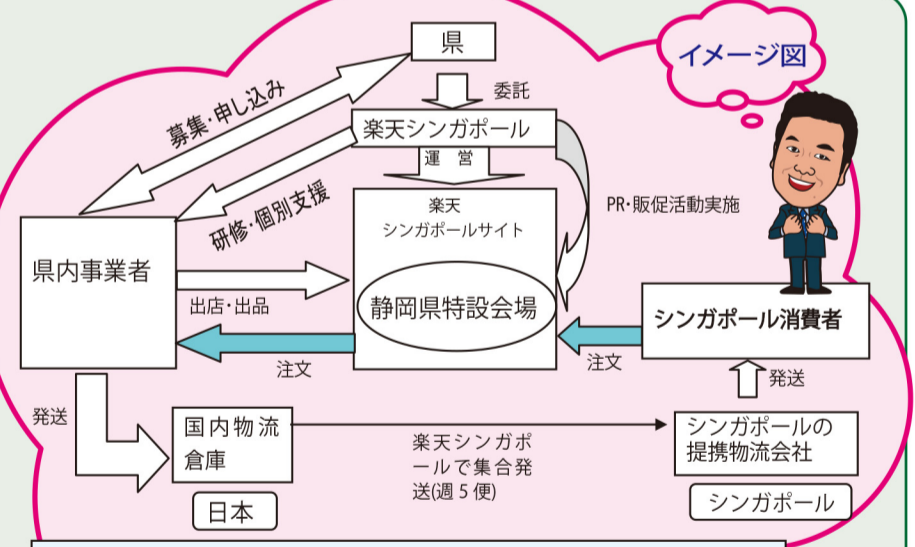 イメージ図
県
募集・申し込み
委託
楽天シンガポール
運 営
研修・個別支援
PR・販促活動実施
楽天
シンガポールサイト
静岡県特設会場
県内事業者
出店・出品
注文
シンガポール消費者
注文
発送
発送
国内物流
倉庫
楽天シンガポ
ールで集合発
送(週5便)
シンガポールの
提携物流会社
日本
シンガポール